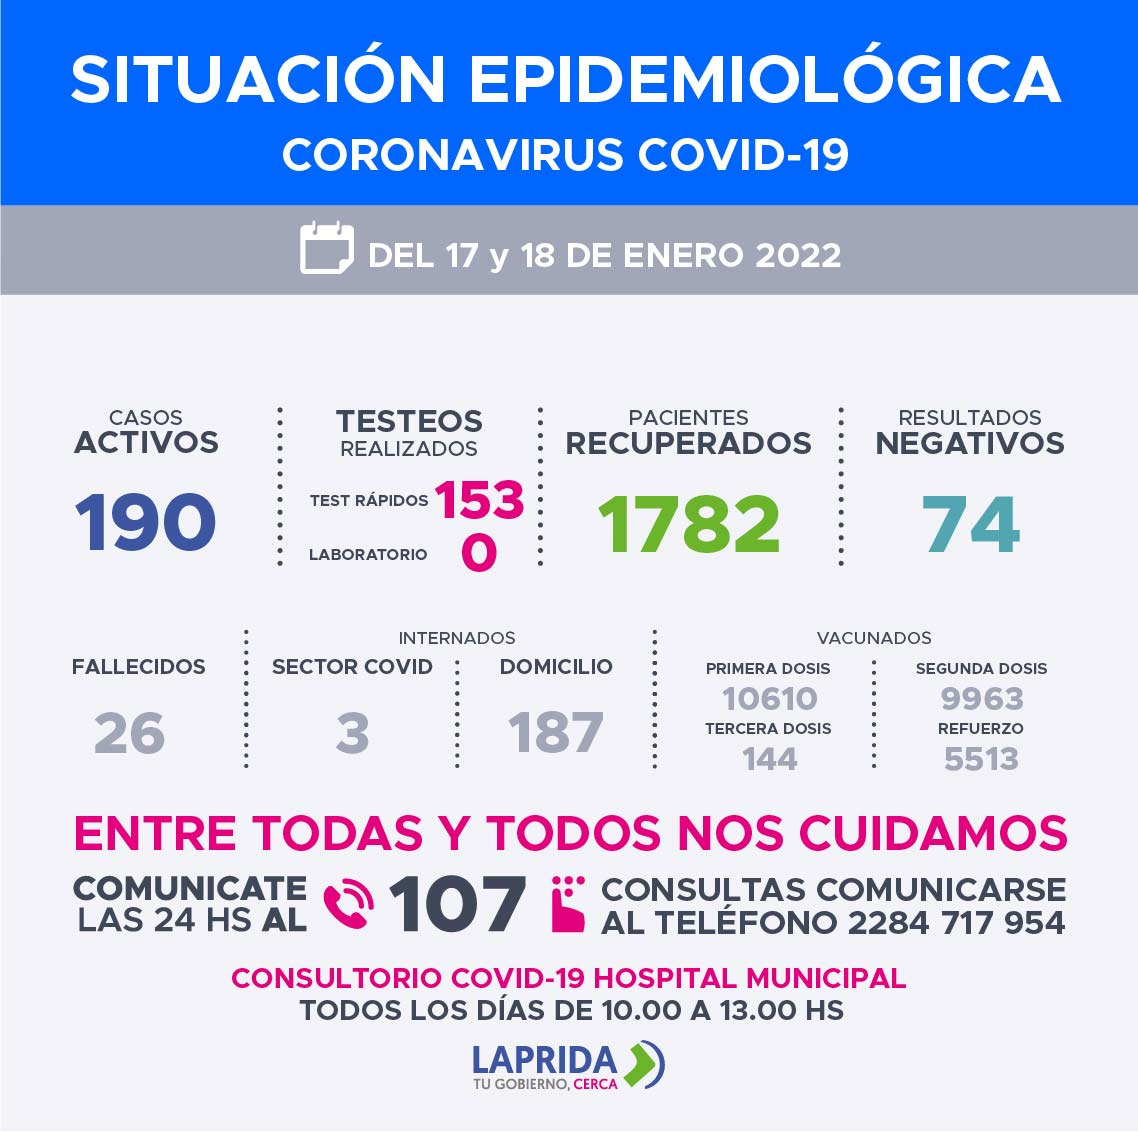 SITUACIÓN EPIDEMIOLÓGICA
CORONAVIRUS COVID-19
DEL 17 y 18 DE ENERO 2022
CASOS
ACTIVOS
190
TESTEOS
REALIZADOS
TEST RÁPIDOS 153
LABORATORIO 0
PACIENTES
RECUPERADOS
1782
RESULTADOS
NEGATIVOS
74
FALLECIDOS
26
INTERNADOS
SECTOR COVID
3
DOMICILIO
187
VACUNADOS
PRIMERA DOSIS
10610
TERCERA DOSIS
144
SEGUNDA DOSIS
9963
REFUERZO
5513
ENTRE TODAS Y TODOS NOS CUIDAMOS
COMUNICATE
LAS 24 HS AL
107
CONSULTAS COMUNICARSE
AL TELÉFONO 2284 717 954
CONSULTORIO COVID-19 HOSPITAL MUNICIPAL
TODOS LOS DÍAS DE 10.00 A 13.00 HS
LAPRIDA
TU GOBIERNO, CERCA